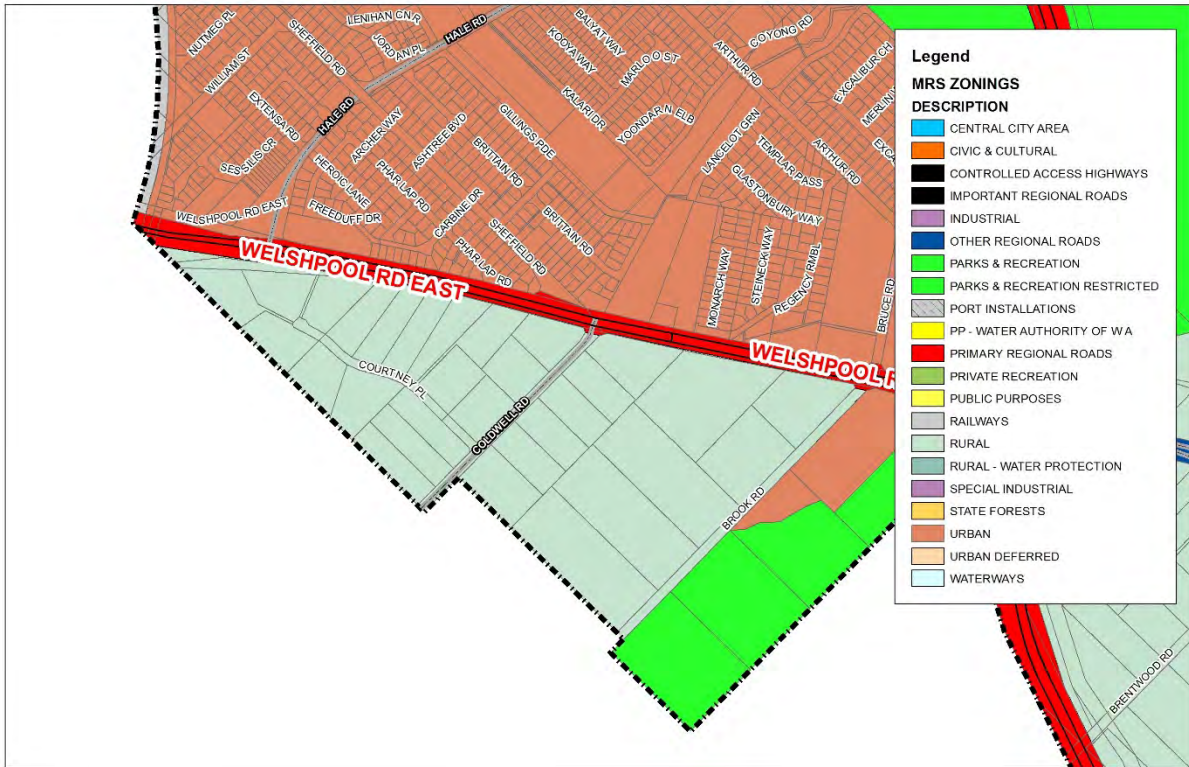 NUTMEG PL
WILLIAM ST
SHEFFIELD RD
LENIHAN CNR
JORDAN PL
HALE RD
BALYAT WAY
KOOYA WAY
MARLOO ST
COYONG RD
ARTHUR RD
EXCALIBUR CH
MERLIN
EXTENSA RD
HALE RD
ARCHER WAY
GILLINGS PDE
KALARI DR
YOONDAR N. ELB
LANCELOT GRN
TEMPLAR PASS
ARTHUR RD
EXCA
SESSILIS CR
HEROIC LANE
PHAR LAP RD
ASHTREE BVD
BRITTAIN RD
GLASTONBURY WAY
WELSHPOOL RD EAST
FREEDUFF DR
CARBINE DR
SHEFFIELD RD
BRITTAIN RD
PHAR LAP RD
MONARCH WAY
STEINECK WAY
REGENCY RMBL
BRUCE RD
WELSHPOOL RD EAST
WELSHPOOL R
COURTNEY PL
COLDWELL RD
BROOK RD
BRENTWOOD RD
Legend
MRS ZONINGS
DESCRIPTION
CENTRAL CITY AREA
CIVIC & CULTURAL
CONTROLLED ACCESS HIGHWAYS
IMPORTANT REGIONAL ROADS
INDUSTRIAL
OTHER REGIONAL ROADS
PARKS & RECREATION
PARKS & RECREATION RESTRICTED
PORT INSTALLATIONS
PP - WATER AUTHORITY OF W A
PRIMARY REGIONAL ROADS
PRIVATE RECREATION
PUBLIC PURPOSES
RAILWAYS
RURAL
RURAL - WATER PROTECTION
SPECIAL INDUSTRIAL
STATE FORESTS
URBAN
URBAN DEFERRED
WATERWAYS